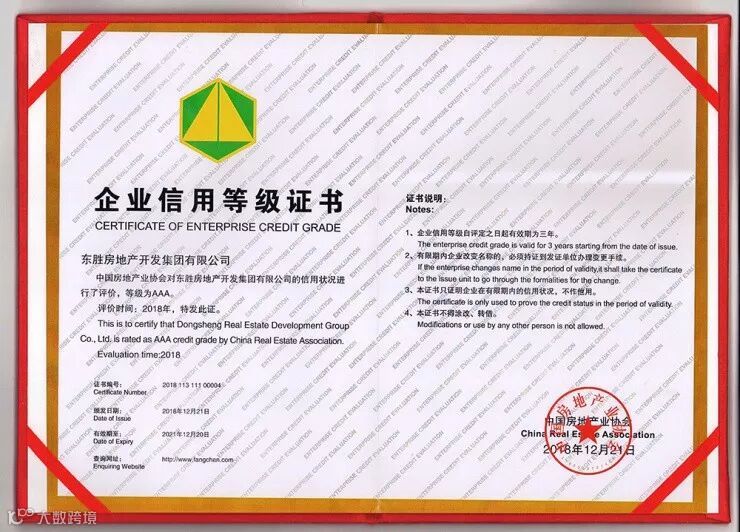 企业信用等级证书
CERTIFICATE OF ENTERPRISE CREDIT GRADE
东胜房地产开发集团有限公司
中国房地产业协会对东胜房地产开发集团有限公司的信用状况进
行了评价，等级为AAA。
评价时间：2018年，特发此证。
This is to certify that Dongsheng Real Estate Development Group
Co., Ltd. is rated as AAA credit grade by China Real Estate Association.
Evaluation time:2018
证书编号：
Certificate Number
2018 113 111 00004
颁发日期：
Date of Issue
2018年12月21日
有效期至：
Date of Expiry
2021年12月20日
查询网址：
Enquiring Website
http://www.fangchan.com
证书说明：
Notes:
1、企业信用等级自评定之日起有效期为三年。
The enterprise credit grade is valid for 3 years starting from the date of issue.
2、有效期内企业改变名称的，必须持证到发证单位办理变更手续。
If the enterprise changes name in the period of validity,it shall take the certificate
to the issue unit to go through the formalities for the change.
3、本证书只证明企业在有限期内的信用状况，不作他用。
The certificate is only used to prove the credit status in the period of validity.
4、本证书不得涂改、转借。
Modifications or use by any other person is not allowed.
中国房地产业协会
China Real Estate Association
2018年12月21日
中国房地产业协会
ENTERPRISE CREDIT EVALUATION
大数跨境